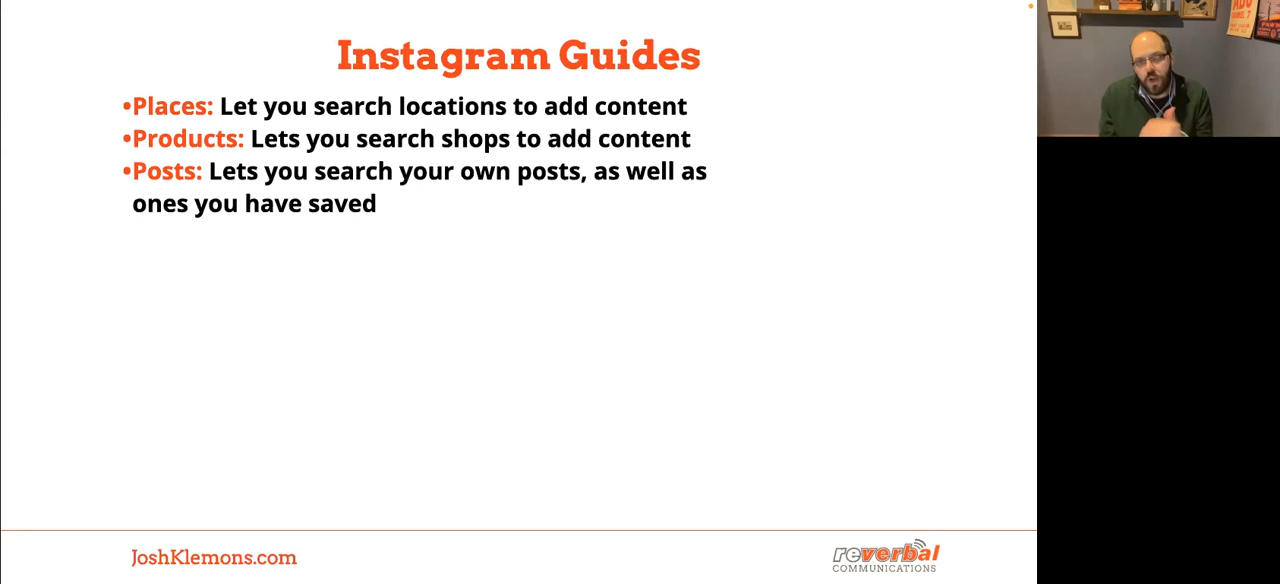 Instagram Guides
•Places: Let you search locations to add content
•Products: Lets you search shops to add content
•Posts: Lets you search your own posts, as well as
ones you have saved
JoshKlemons.com
reverbal
COMMUNICATIONS